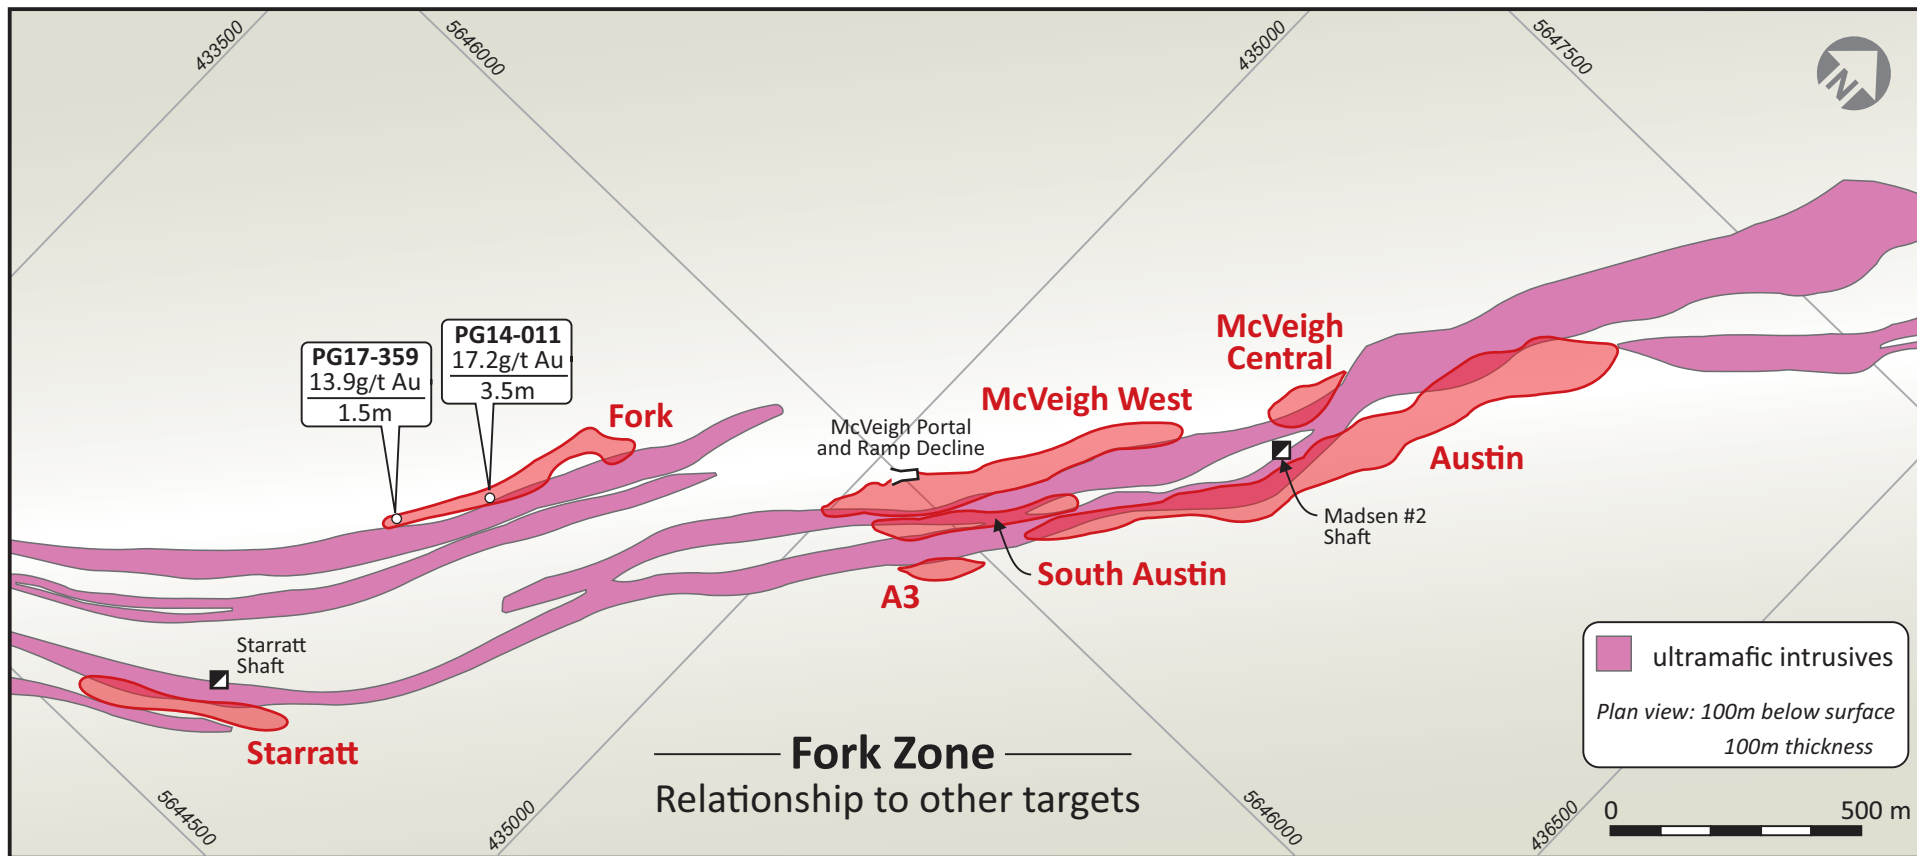 433500
5646000
435000
5647500
N
McVeigh
Central
PG14-011
17.2g/t Au
3.5m
PG17-359
13.9g/t Au
1.5m
Fork
McVeigh West
McVeigh Portal
and Ramp Decline
Austin
Madsen #2
Shaft
South Austin
A3
Starratt
Shaft
Starratt
ultramafic intrusives
Plan view: 100m below surface
100m thickness
Fork Zone
Relationship to other targets
5644500
435000
5646000
436500
0 500 m